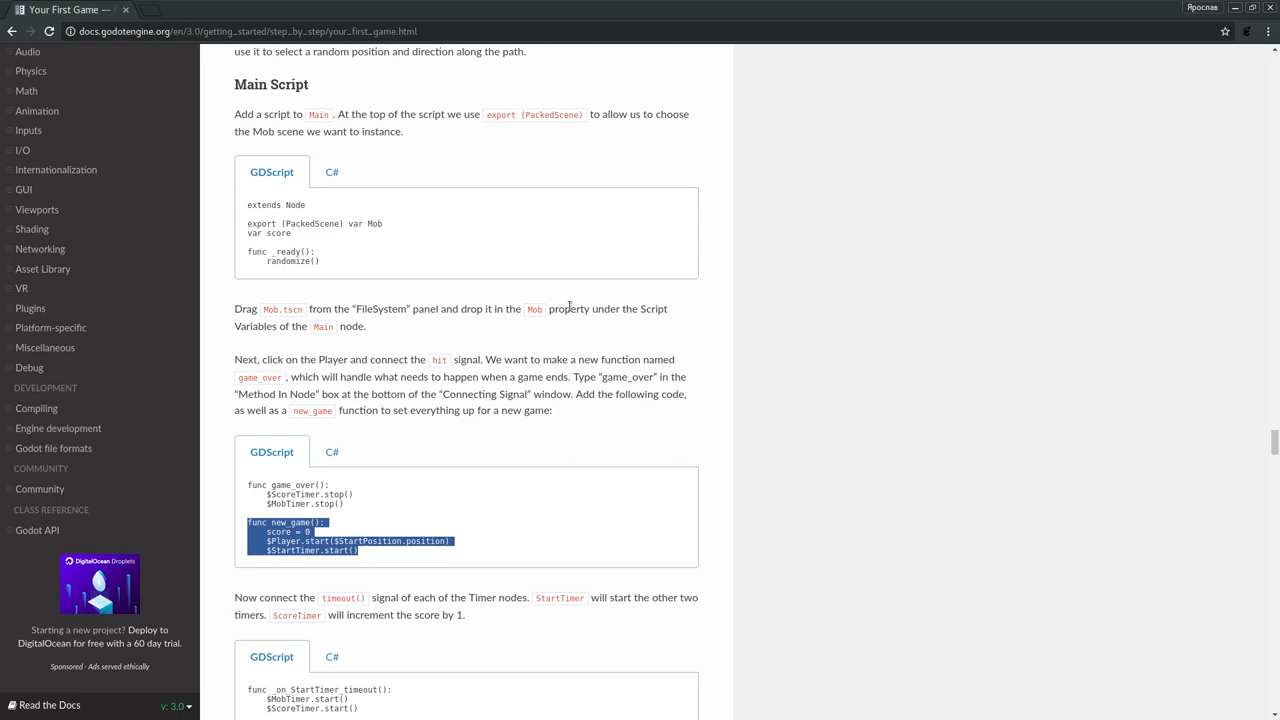 Your First Game —
Ярослав
docs.godotengine.org/en/3.0/getting_started/step_by_step/your_first_game.html
Audio
Physics
Math
Animation
Inputs
I/O
Internationalization
GUI
Viewports
Shading
Networking
Asset Library
VR
Plugins
Platform-specific
Miscellaneous
Debug
DEVELOPMENT
Compiling
Engine development
Godot file formats
COMMUNITY
Community
CLASS REFERENCE
Godot API
DigitalOcean Droplets
Starting a new project? Deploy to
DigitalOcean for free with a 60 day trial.
Sponsored · Ads served ethically
Read the Docs
v: 3.0
use it to select a random position and direction along the path.
Main Script
Add a script to Main. At the top of the script we use export (PackedScene) to allow us to choose
the Mob scene we want to instance.
GDScript C#
extends Node
export (PackedScene) var Mob
var score
func _ready():
randomize()
Drag Mob.tscn from the “FileSystem” panel and drop it in the Mob property under the Script
Variables of the Main node.
Next, click on the Player and connect the hit signal. We want to make a new function named
game_over, which will handle what needs to happen when a game ends. Type “game_over” in the
“Method In Node” box at the bottom of the “Connecting Signal” window. Add the following code,
as well as a new_game function to set everything up for a new game:
GDScript C#
func game_over():
$ScoreTimer.stop()
$MobTimer.stop()
func new_game():
score = 0
$Player.start($StartPosition.position)
$StartTimer.start()
Now connect the timeout() signal of each of the Timer nodes. StartTimer will start the other two
timers. ScoreTimer will increment the score by 1.
GDScript C#
func _on_StartTimer_timeout():
$MobTimer.start()
$ScoreTimer.start()